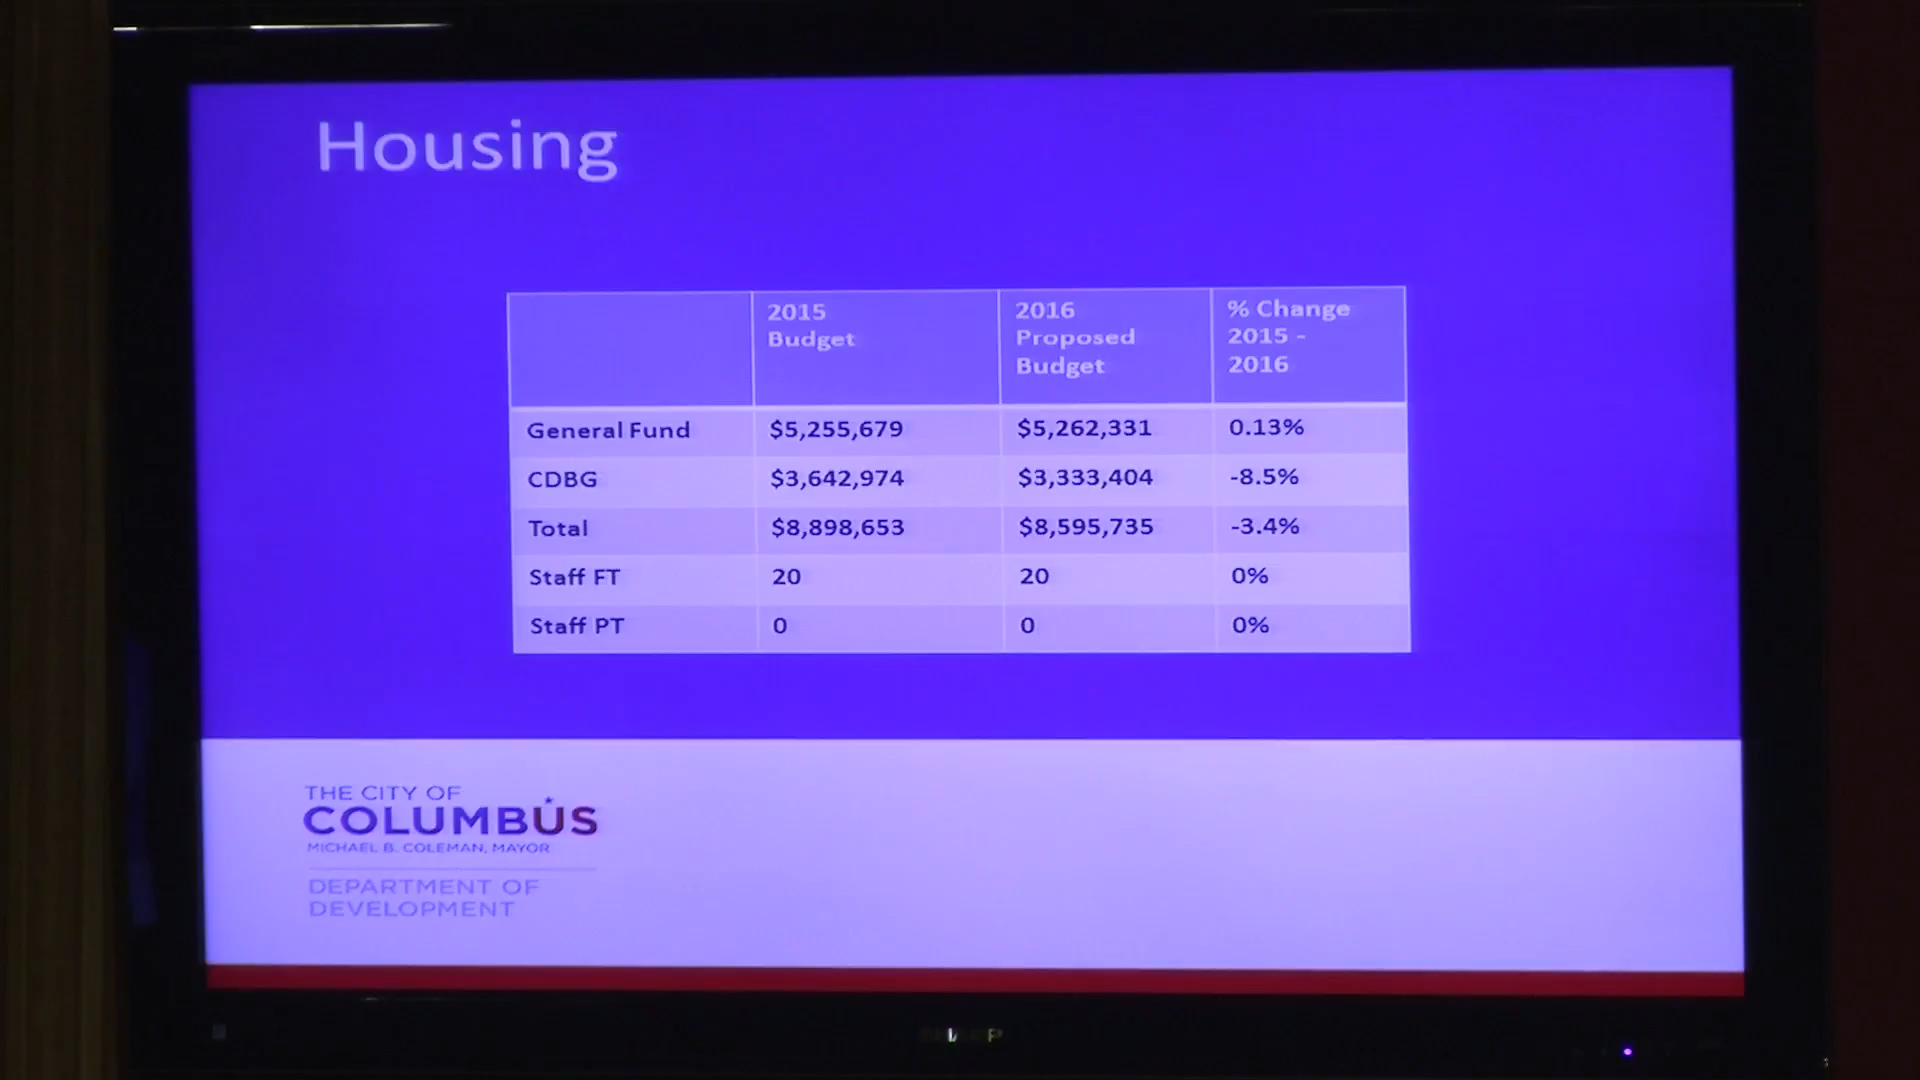 Housing
2015 Budget
2016 Proposed Budget
% Change 2015 - 2016
General Fund $5,255,679 $5,262,331 0.13%
CDBG $3,642,974 $3,333,404 -8.5%
Total $8,898,653 $8,595,735 -3.4%
Staff FT 20 20 0%
Staff PT 0 0 0%
THE CITY OF
COLUMBUS
MICHAEL B. COLEMAN, MAYOR
DEPARTMENT OF
DEVELOPMENT
SHARP